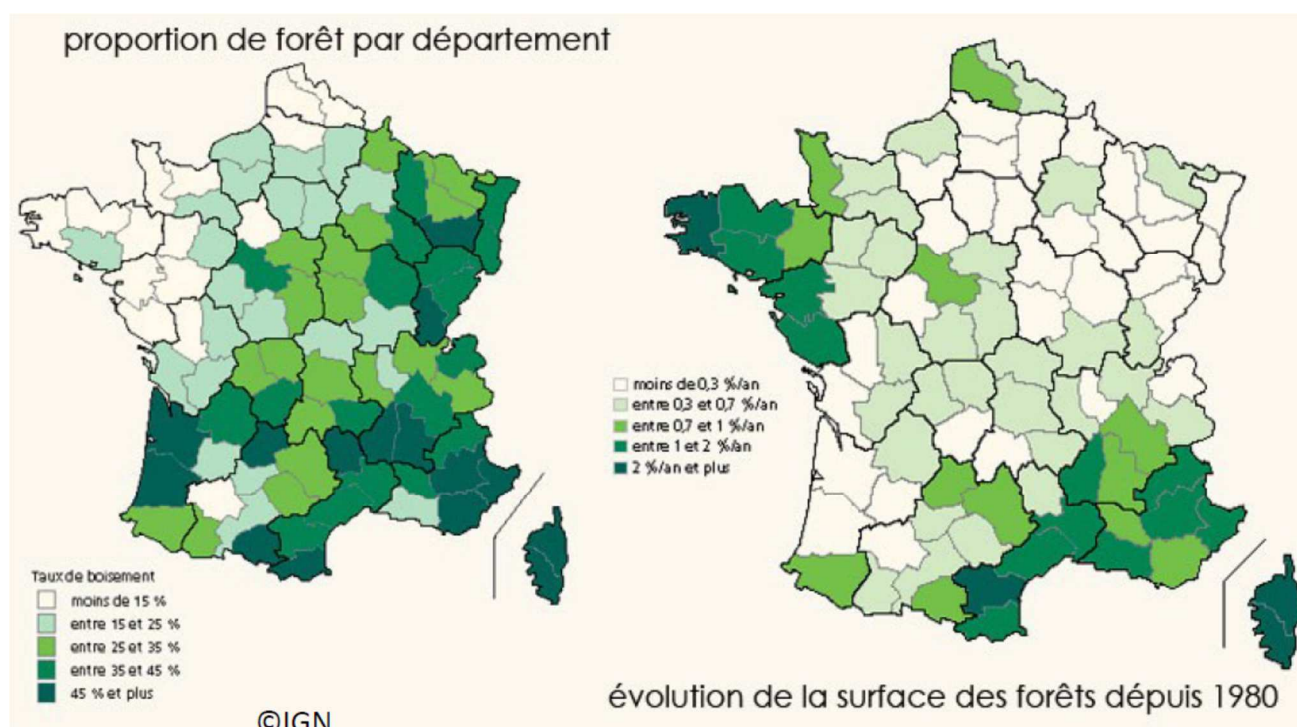 proportion de forêt par département
Taux de boisement
moins de 15 %
entre 15 et 25 %
entre 25 et 35 %
entre 35 et 45 %
45 % et plus
©IGN
moins de 0,3 %/an
entre 0,3 et 0,7 %/an
entre 0,7 et 1 %/an
entre 1 et 2 %/an
2 %/an et plus
évolution de la surface des forêts dépuis 1980